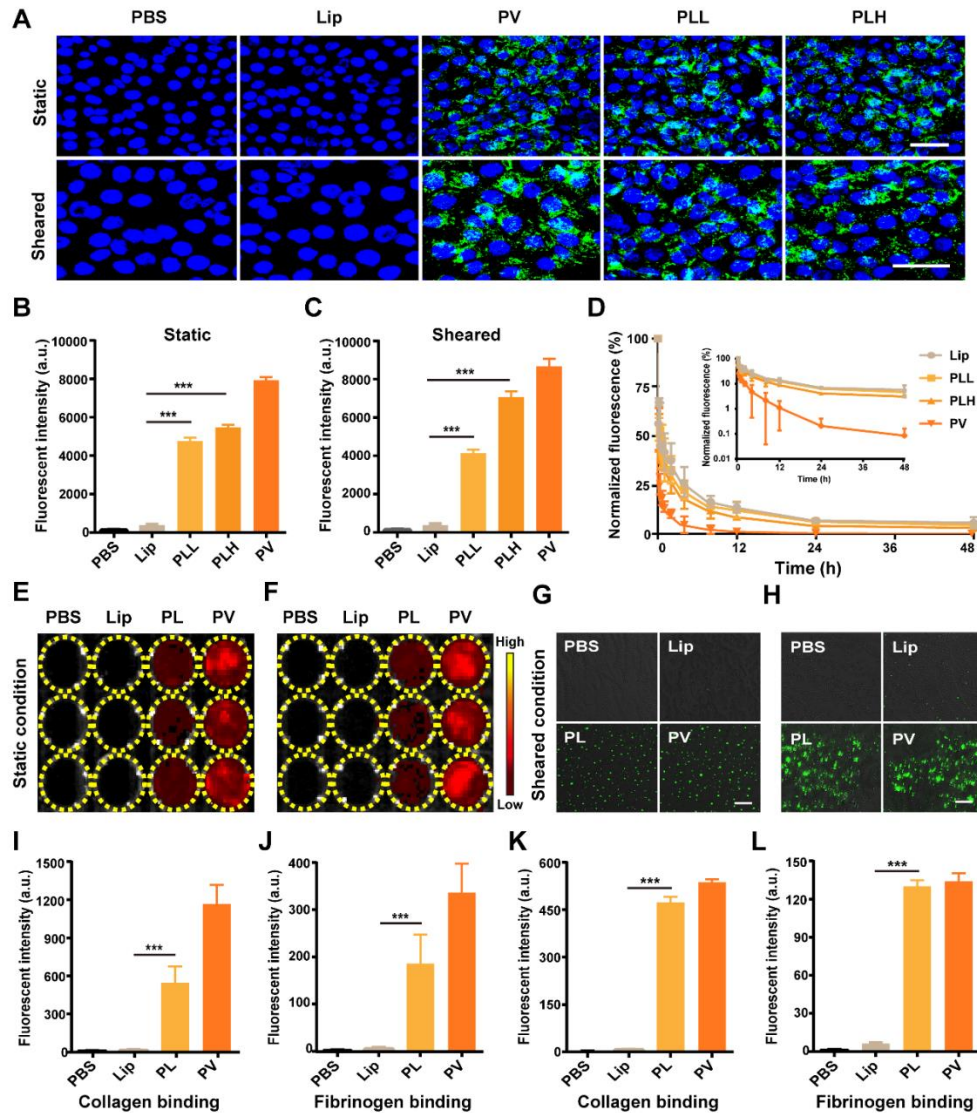 A
PBS Lip PV PLL PLH
Static
Sheared
B
Static
Fluorescent intensity (a.u.)
10000
8000
6000
4000
2000
0
***
***
PBS Lip PLL PLH PV
C
Sheared
Fluorescent intensity (a.u.)
10000
8000
6000
4000
2000
0
***
***
PBS Lip PLL PLH PV
D
Normalized fluorescence (%)
100
75
50
25
0
0 12 24 36 48
Time (h)
Normalized fluorescence (%)
100
10
1
0.1
0.01
0 12 24 36 48
Time (h)
Lip
PLL
PLH
PV
E
PBS Lip PL PV
Static condition
F
PBS Lip PL PV
High
Low
G
Sheared condition
PBS Lip
PL PV
H
PBS Lip
PL PV
I
Fluorescent intensity (a.u.)
1500
1200
900
600
300
0
***
PBS Lip PL PV
Collagen binding
J
Fluorescent intensity (a.u.)
400
300
200
100
0
***
PBS Lip PL PV
Fibrinogen binding
K
Fluorescent intensity (a.u.)
600
450
300
150
0
***
PBS Lip PL PV
Collagen binding
L
Fluorescent intensity (a.u.)
150
120
90
60
30
0
***
PBS Lip PL PV
Fibrinogen binding